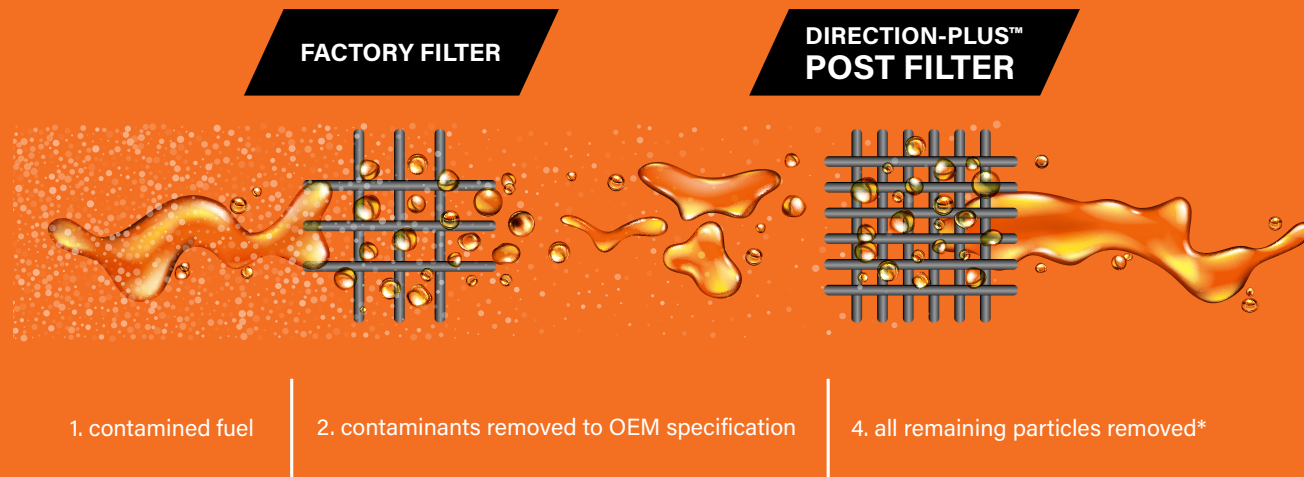 FACTORY FILTER
DIRECTION-PLUS™
POST FILTER
1. contamined fuel
2. contaminants removed to OEM specification
4. all remaining particles removed*